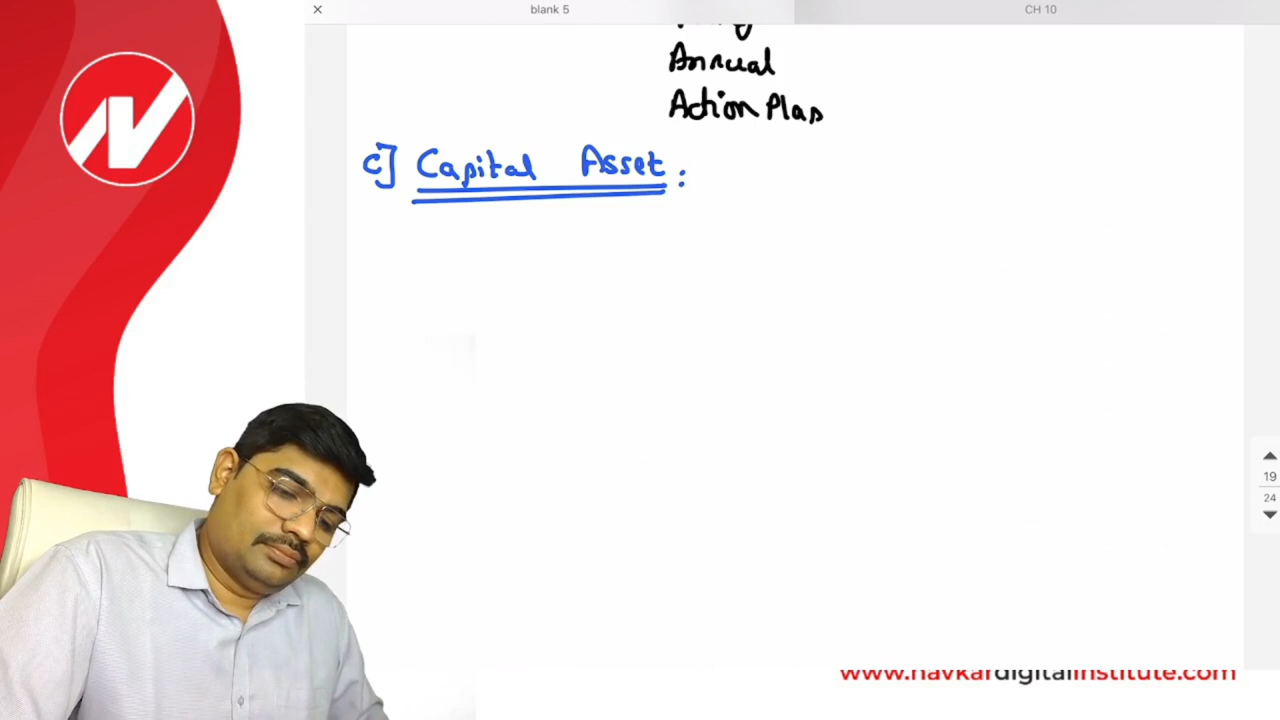 blank 5
CH 10
Annual
Action Plan
C] Capital Asset :
19
24
www.navkardigitalinstitute.com